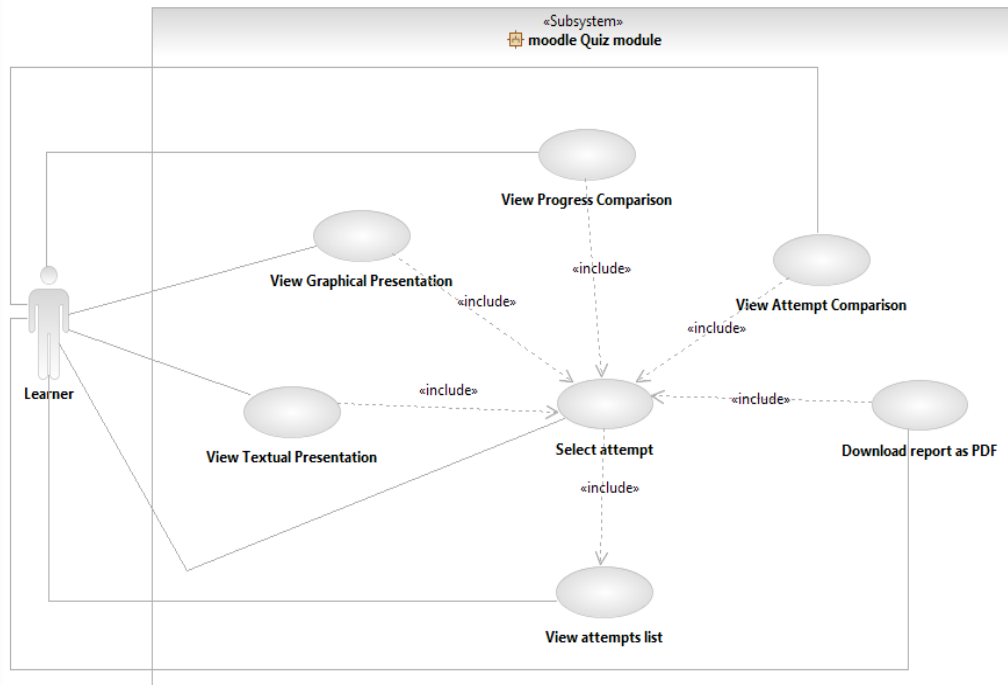 «Subsystem»
moodle Quiz module
View Progress Comparison
View Graphical Presentation
«include»
«include»
View Attempt Comparison
«include»
Learner
«include»
«include»
View Textual Presentation
Select attempt
Download report as PDF
«include»
View attempts list